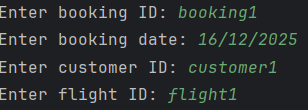 Enter booking ID: booking1
Enter booking date: 16/12/2025
Enter customer ID: customer1
Enter flight ID: flight1